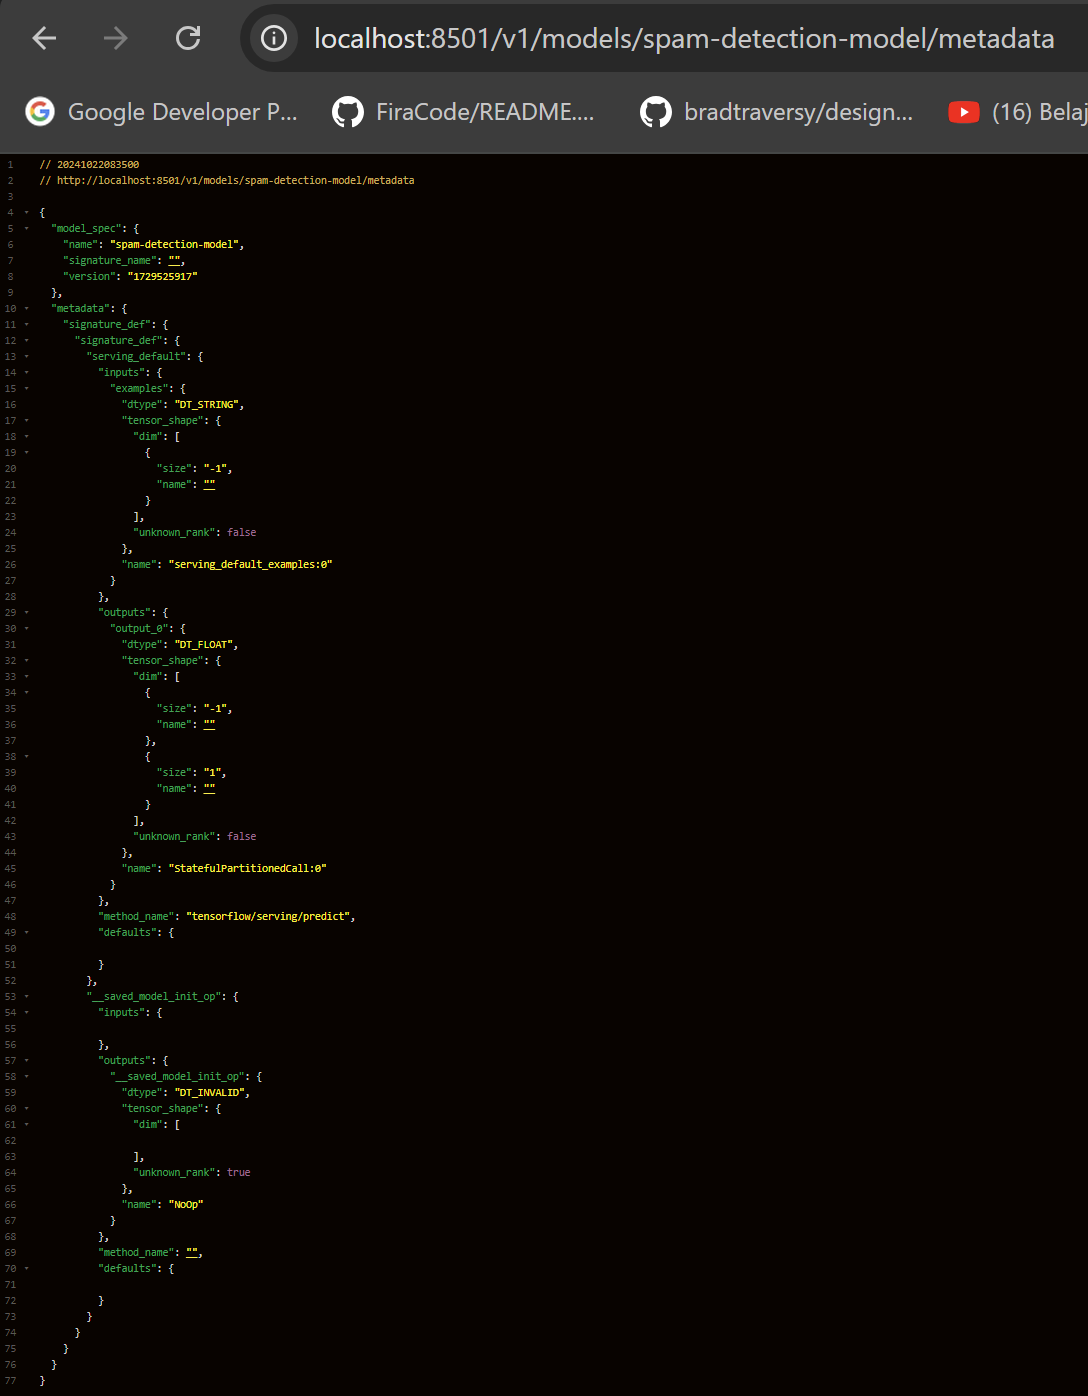 localhost:8501/v1/models/spam-detection-model/metadata
Google Developer P... FiraCode/README.... bradtraversy/design... (16) Belaj
1 // 20241022083500
2 // http://localhost:8501/v1/models/spam-detection-model/metadata
3
4 {
5 "model_spec": {
6 "name": "spam-detection-model",
7 "signature_name": "",
8 "version": "1729525917"
9 },
10 "metadata": {
11 "signature_def": {
12 "signature_def": {
13 "serving_default": {
14 "inputs": {
15 "examples": {
16 "dtype": "DT_STRING",
17 "tensor_shape": {
18 "dim": [
19 {
20 "size": "-1",
21 "name": ""
22 }
23 ],
24 "unknown_rank": false
25 },
26 "name": "serving_default_examples:0"
27 }
28 },
29 "outputs": {
30 "output_0": {
31 "dtype": "DT_FLOAT",
32 "tensor_shape": {
33 "dim": [
34 {
35 "size": "-1",
36 "name": ""
37 },
38 {
39 "size": "1",
40 "name": ""
41 }
42 ],
43 "unknown_rank": false
44 },
45 "name": "StatefulPartitionedCall:0"
46 }
47 },
48 "method_name": "tensorflow/serving/predict",
49 "defaults": {
50
51 }
52 },
53 "__saved_model_init_op": {
54 "inputs": {
55
56 },
57 "outputs": {
58 "__saved_model_init_op": {
59 "dtype": "DT_INVALID",
60 "tensor_shape": {
61 "dim": [
62
63 ],
64 "unknown_rank": true
65 },
66 "name": "NoOp"
67 }
68 },
69 "method_name": "",
70 "defaults": {
71
72 }
73 }
74 }
75 }
76 }
77 }